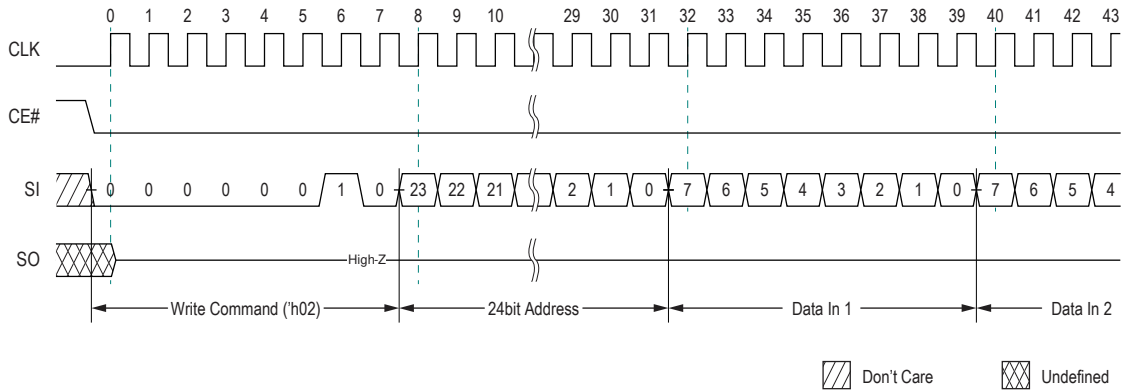 0 1 2 3 4 5 6 7 8 9 10 29 30 31 32 33 34 35 36 37 38 39 40 41 42 43
CLK
CE#
SI 0 0 0 0 0 0 1 0 23 22 21 2 1 0 7 6 5 4 3 2 1 0 7 6 5 4
SO High-Z
Write Command ('h02) 24bit Address Data In 1 Data In 2
Don't Care Undefined